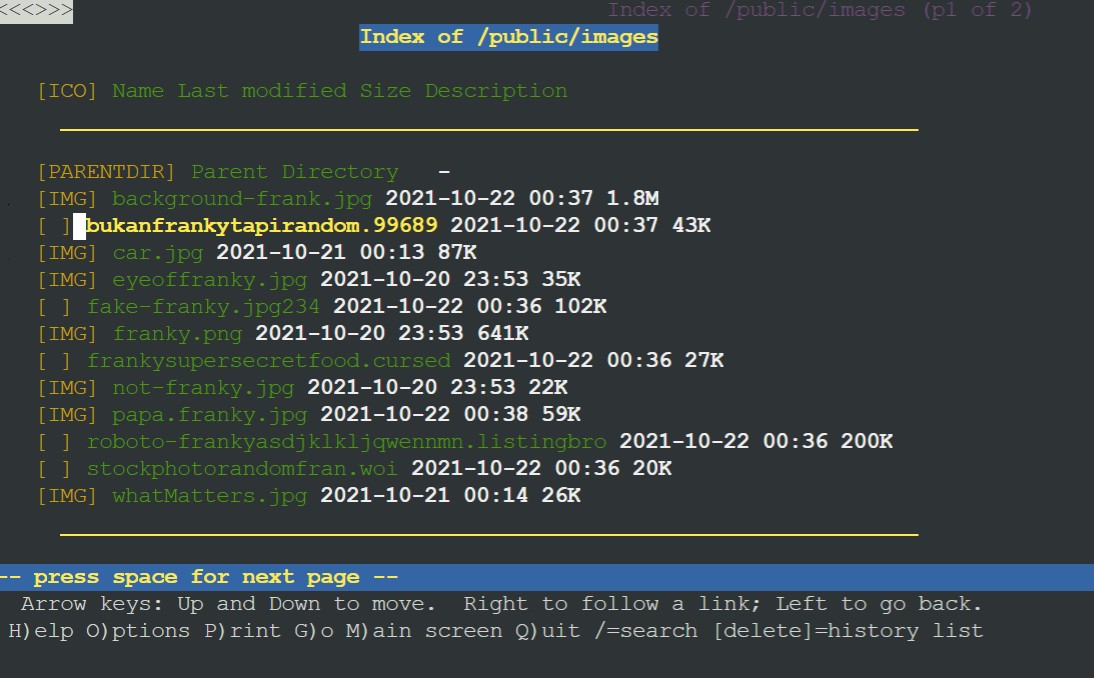 <<<>>> Index of /public/images (p1 of 2)
Index of /public/images
[ICO] Name Last modified Size Description
[PARENTDIR] Parent Directory -
[IMG] background-frank.jpg 2021-10-22 00:37 1.8M
[ ] bukanfrankytapirandom.99689 2021-10-22 00:37 43K
[IMG] car.jpg 2021-10-21 00:13 87K
[IMG] eyeoffranky.jpg 2021-10-20 23:53 35K
[ ] fake-franky.jpg234 2021-10-22 00:36 102K
[IMG] franky.png 2021-10-20 23:53 641K
[ ] frankysupersecretfood.cursed 2021-10-22 00:36 27K
[IMG] not-franky.jpg 2021-10-20 23:53 22K
[IMG] papa.franky.jpg 2021-10-22 00:38 59K
[ ] roboto-frankyasdjklkljqwennmn.listingbro 2021-10-22 00:36 200K
[ ] stockphotorandomfran.woi 2021-10-22 00:36 20K
[IMG] whatMatters.jpg 2021-10-21 00:14 26K
-- press space for next page --
Arrow keys: Up and Down to move. Right to follow a link; Left to go back.
H)elp O)ptions P)rint G)o M)ain screen Q)uit /=search [delete]=history list